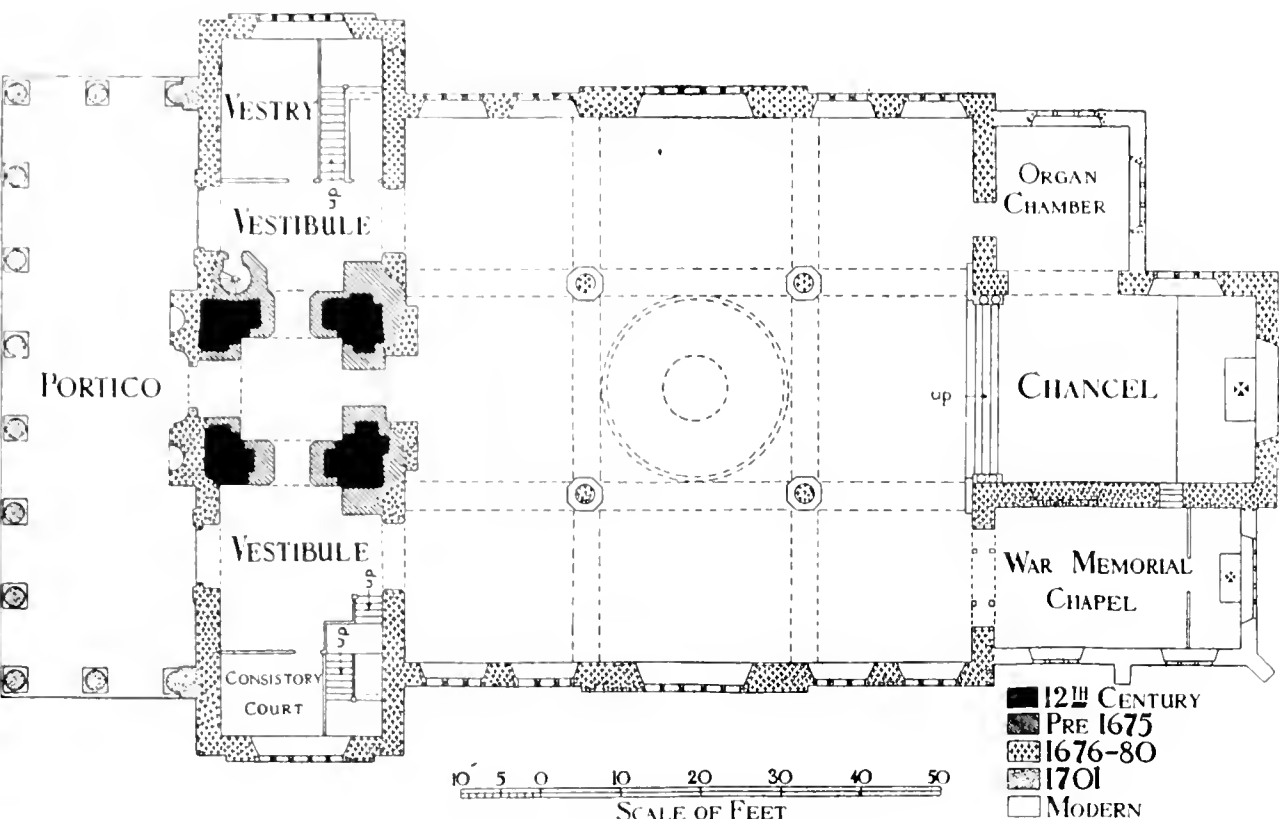 VESTRY
up
VESTIBULE
ORGAN
CHAMBER
PORTICO
up
CHANCEL
VESTIBULE
up
up
WAR MEMORIAL
CHAPEL
CONSISTORY
COURT
12TH CENTURY
PRE 1675
1676-80
1701
MODERN
10 5 0 10 20 30 40 50
SCALE OF FEET